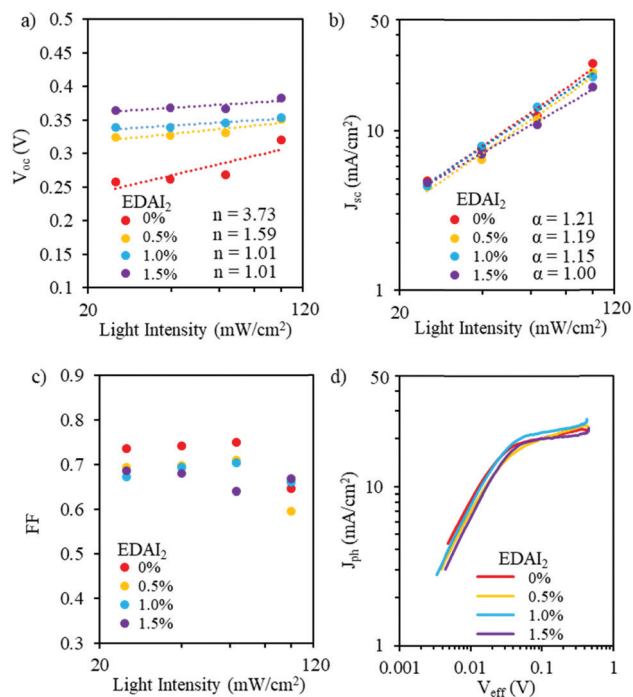 a)
0.5
0.45
0.4
0.35
0.3
0.25
0.2
0.15
0.1
Voc (V)
EDAI2
0% n = 3.73
0.5% n = 1.59
1.0% n = 1.01
1.5% n = 1.01
20 120
Light Intensity (mW/cm2)
b)
50
10
1
Jsc (mA/cm2)
EDAI2
0% α = 1.21
0.5% α = 1.19
1.0% α = 1.15
1.5% α = 1.00
20 120
Light Intensity (mW/cm2)
c)
0.9
0.8
0.7
0.6
0.5
0.4
0.3
FF
EDAI2
0%
0.5%
1.0%
1.5%
20 120
Light Intensity (mW/cm2)
d)
50
10
1
Jph (mA/cm2)
EDAI2
0%
0.5%
1.0%
1.5%
0.001 0.01 0.1 1
Veff (V)